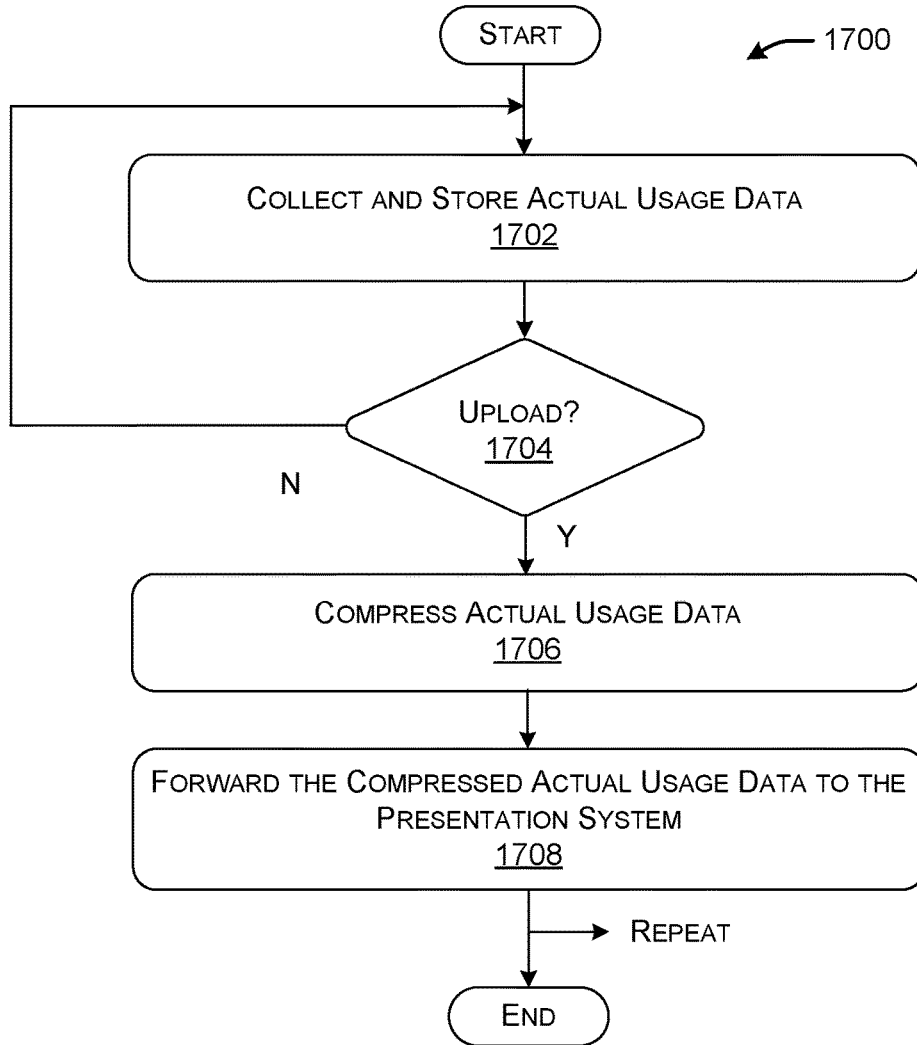 START
1700
COLLECT AND STORE ACTUAL USAGE DATA
1702
UPLOAD?
1704
N
Y
COMPRESS ACTUAL USAGE DATA
1706
FORWARD THE COMPRESSED ACTUAL USAGE DATA TO THE
PRESENTATION SYSTEM
1708
REPEAT
END